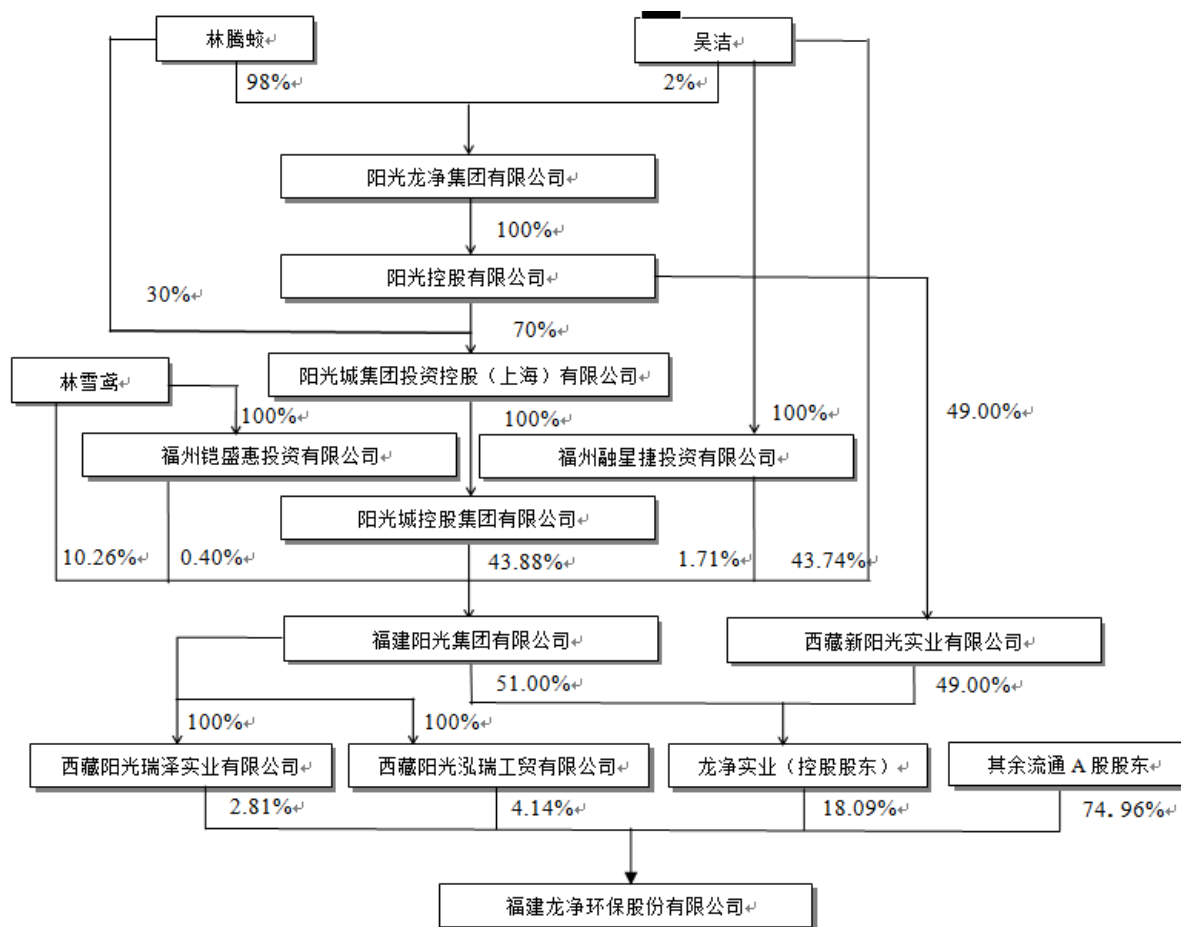 林腾蛟↵
吴洁↵
98%↵
2%↵
阳光龙净集团有限公司↵
100%↵
阳光控股有限公司↵
30%↵
70%↵
阳光城集团投资控股（上海）有限公司↵
林雪鸢↵
100%↵
100%↵
100%↵
49.00%↵
福州铠盛惠投资有限公司↵
福州融星捷投资有限公司↵
阳光城控股集团有限公司↵
10.26%↵
0.40%↵
43.88%↵
1.71%↵
43.74%↵
福建阳光集团有限公司↵
西藏新阳光实业有限公司↵
51.00%↵
49.00%↵
100%↵
100%↵
西藏阳光瑞泽实业有限公司↵
西藏阳光泓瑞工贸有限公司↵
龙净实业（控股股东）↵
其余流通 A 股股东↵
2.81%↵
4.14%↵
18.09%↵
74.96%↵
福建龙净环保股份有限公司↵